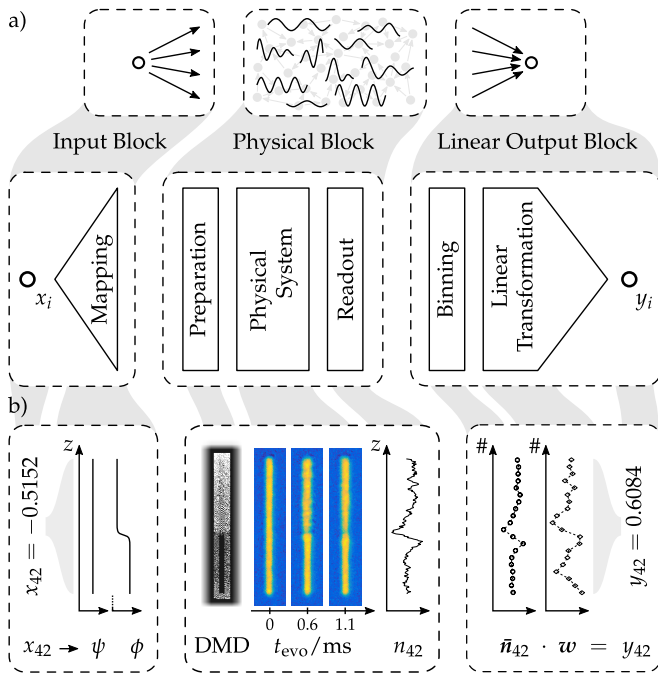 a)
Input Block
Physical Block
Linear Output Block
x_i
Mapping
Preparation
Physical System
Readout
Binning
Linear Transformation
y_i
b)
x_42 = −0.5152
z
x_42 → ψ ϕ
z
0 0.6 1.1
DMD t_evo/ms n_42
# #
y_42 = 0.6084
n̄_42 · w = y_42